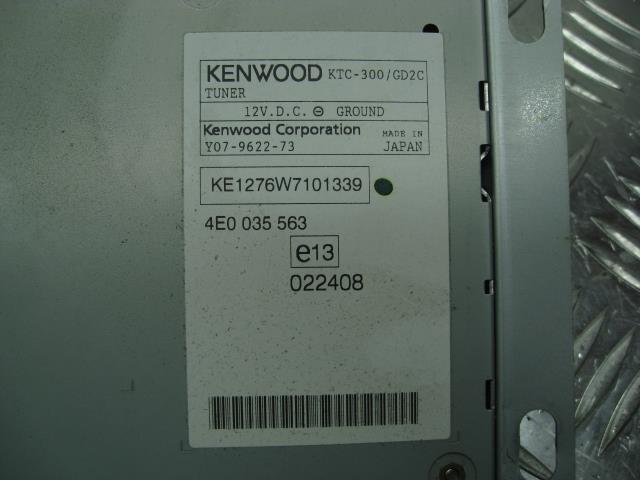 KENWOOD KTC-300/GD2C
TUNER
12V.D.C. ⊖ GROUND
Kenwood Corporation MADE IN
Y07-9622-73 JAPAN
KE1276W7101339
4E0 035 563
e13
022408